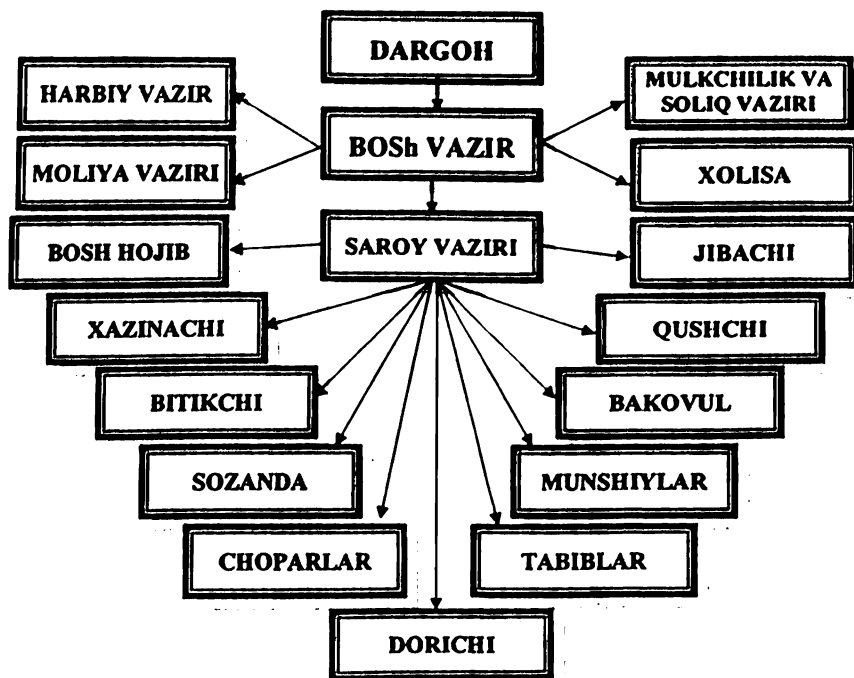 DARGOH
HARBIY VAZIR
MULKCHILIK VA
SOLIQ VAZIRI
BOSh VAZIR
MOLIYA VAZIRI
XOLISA
BOSH HOJIB
SAROY VAZIRI
JIBACHI
XAZINACHI
QUSHCHI
BITIKCHI
BAKOVUL
SOZANDA
MUNSHIYLAR
CHOPARLAR
TABIBLAR
DORICHI